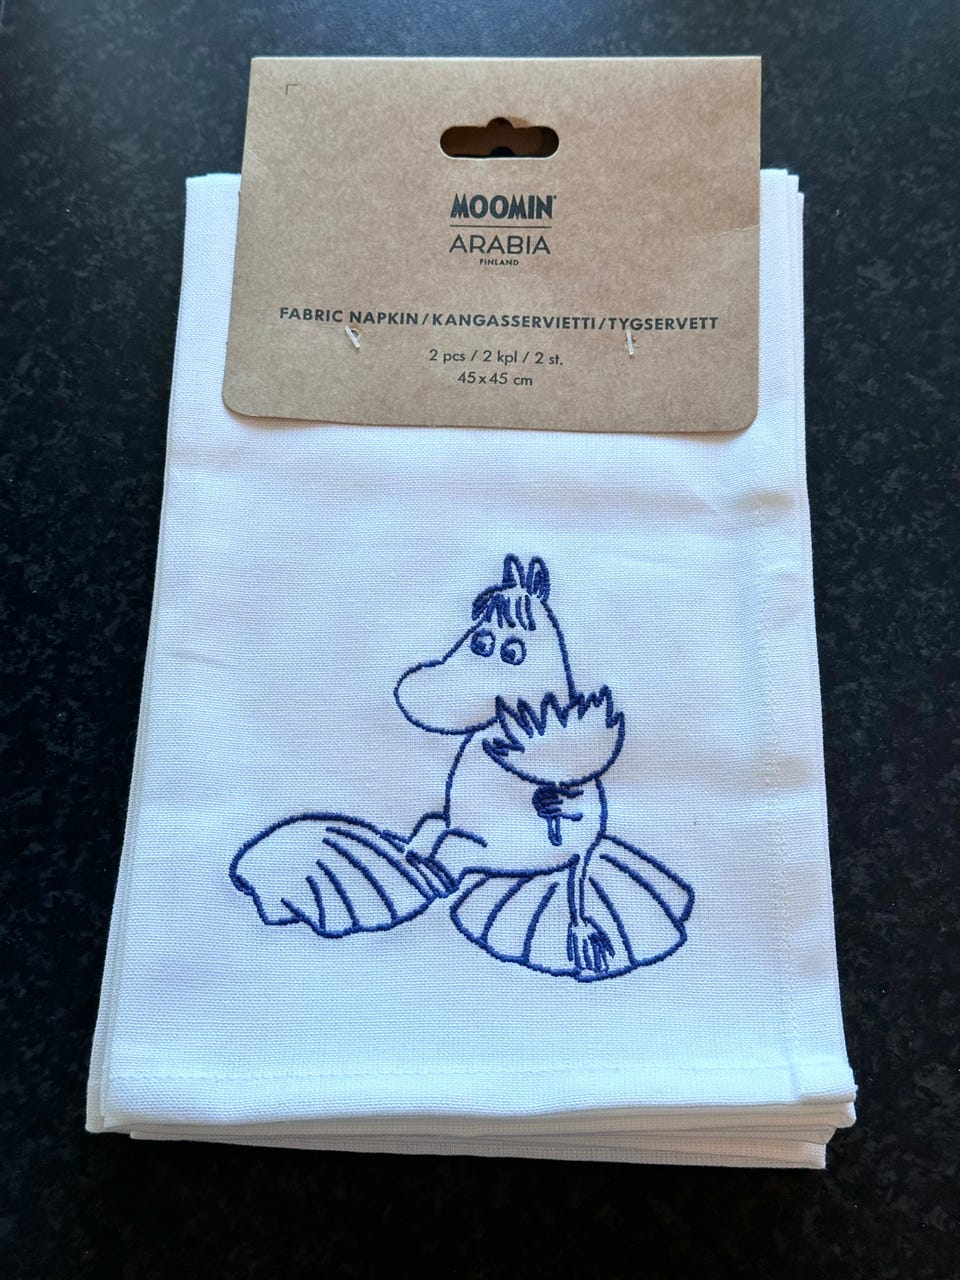 MOOMIN
ARABIA
FINLAND
FABRIC NAPKIN / KANGASSERVIETTI / TYGSERVETT
2 pcs / 2 kpl / 2 st.
45 x 45 cm